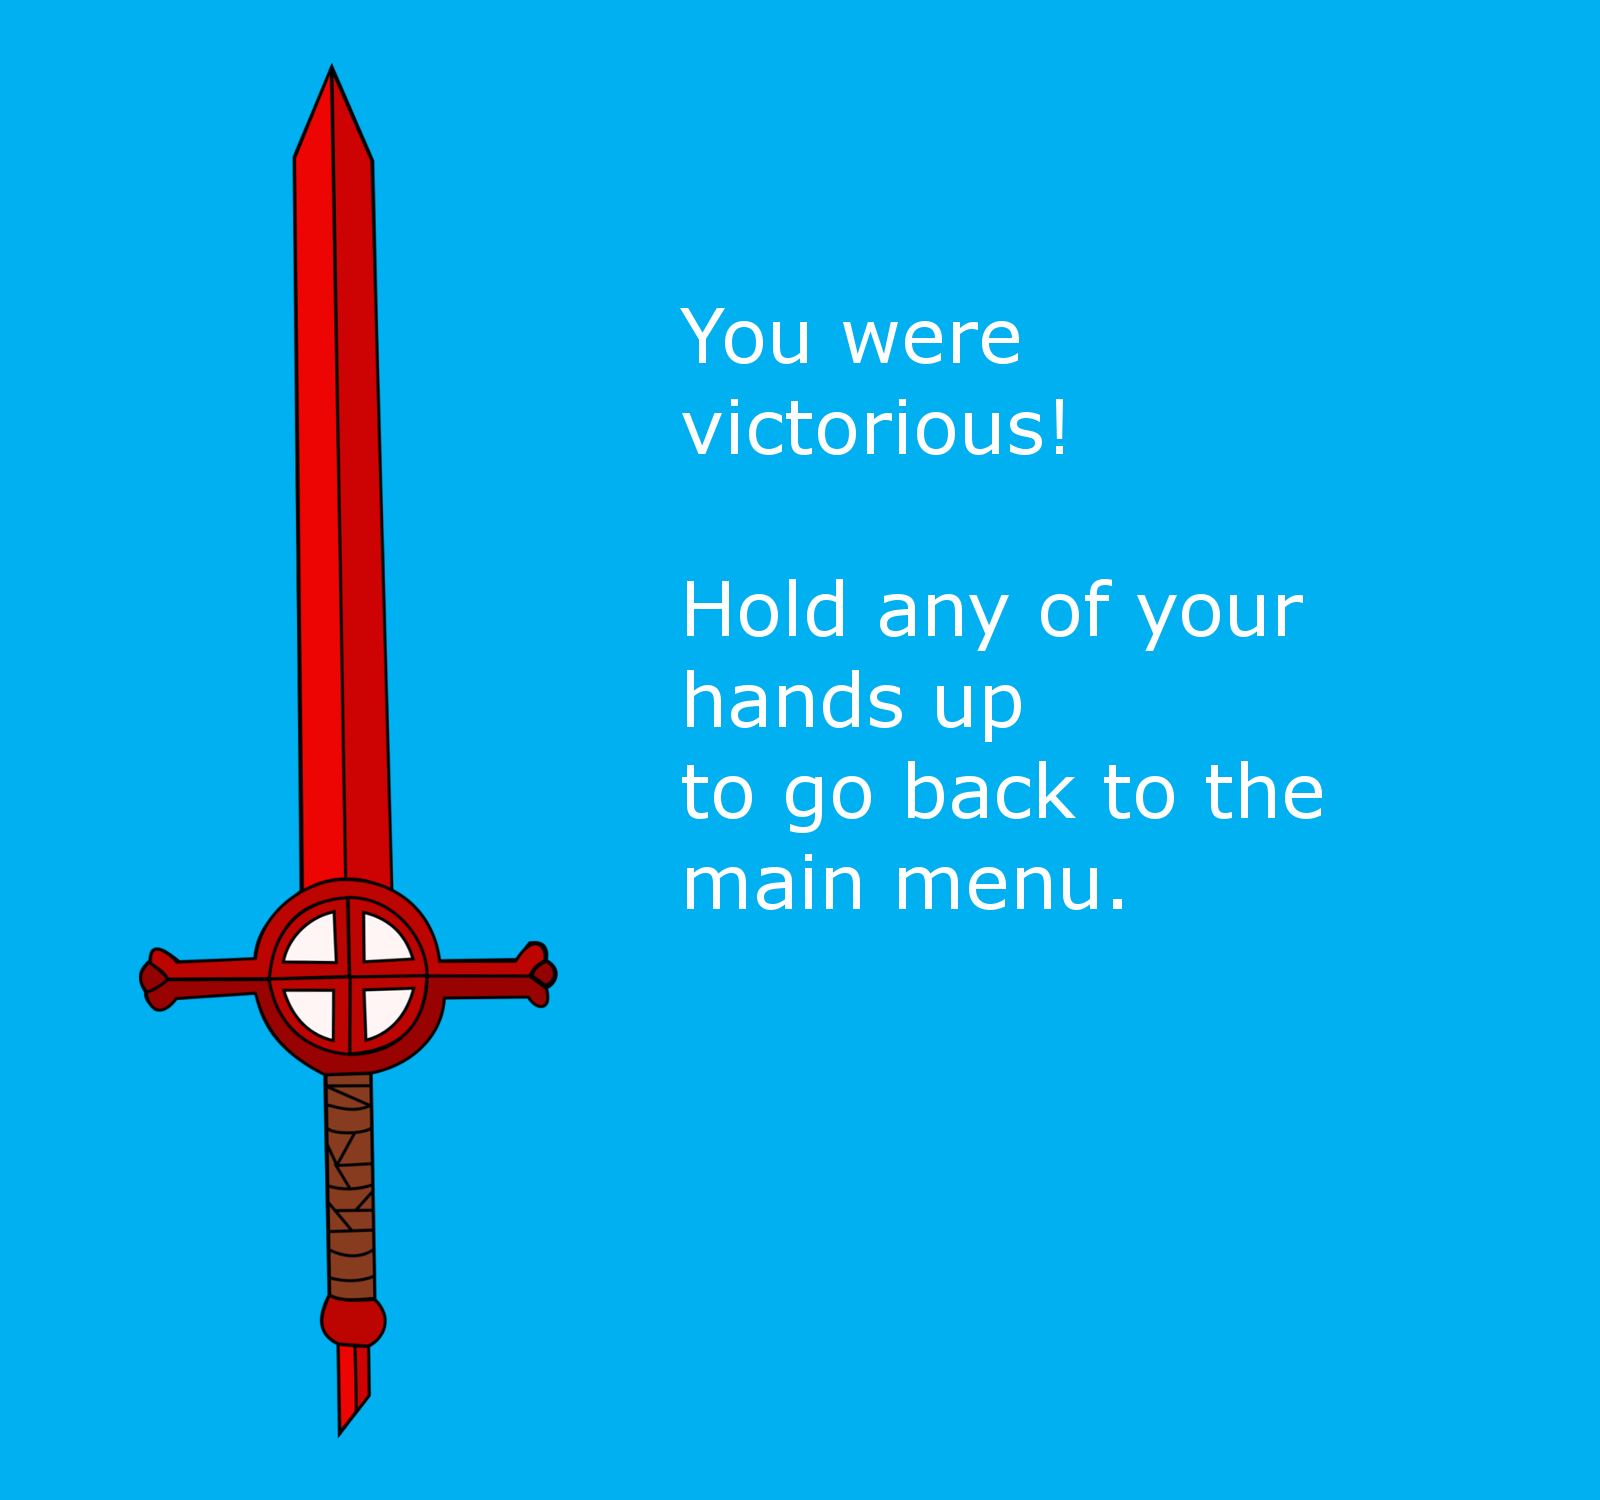 You were
victorious!
Hold any of your
hands up
to go back to the
main menu.